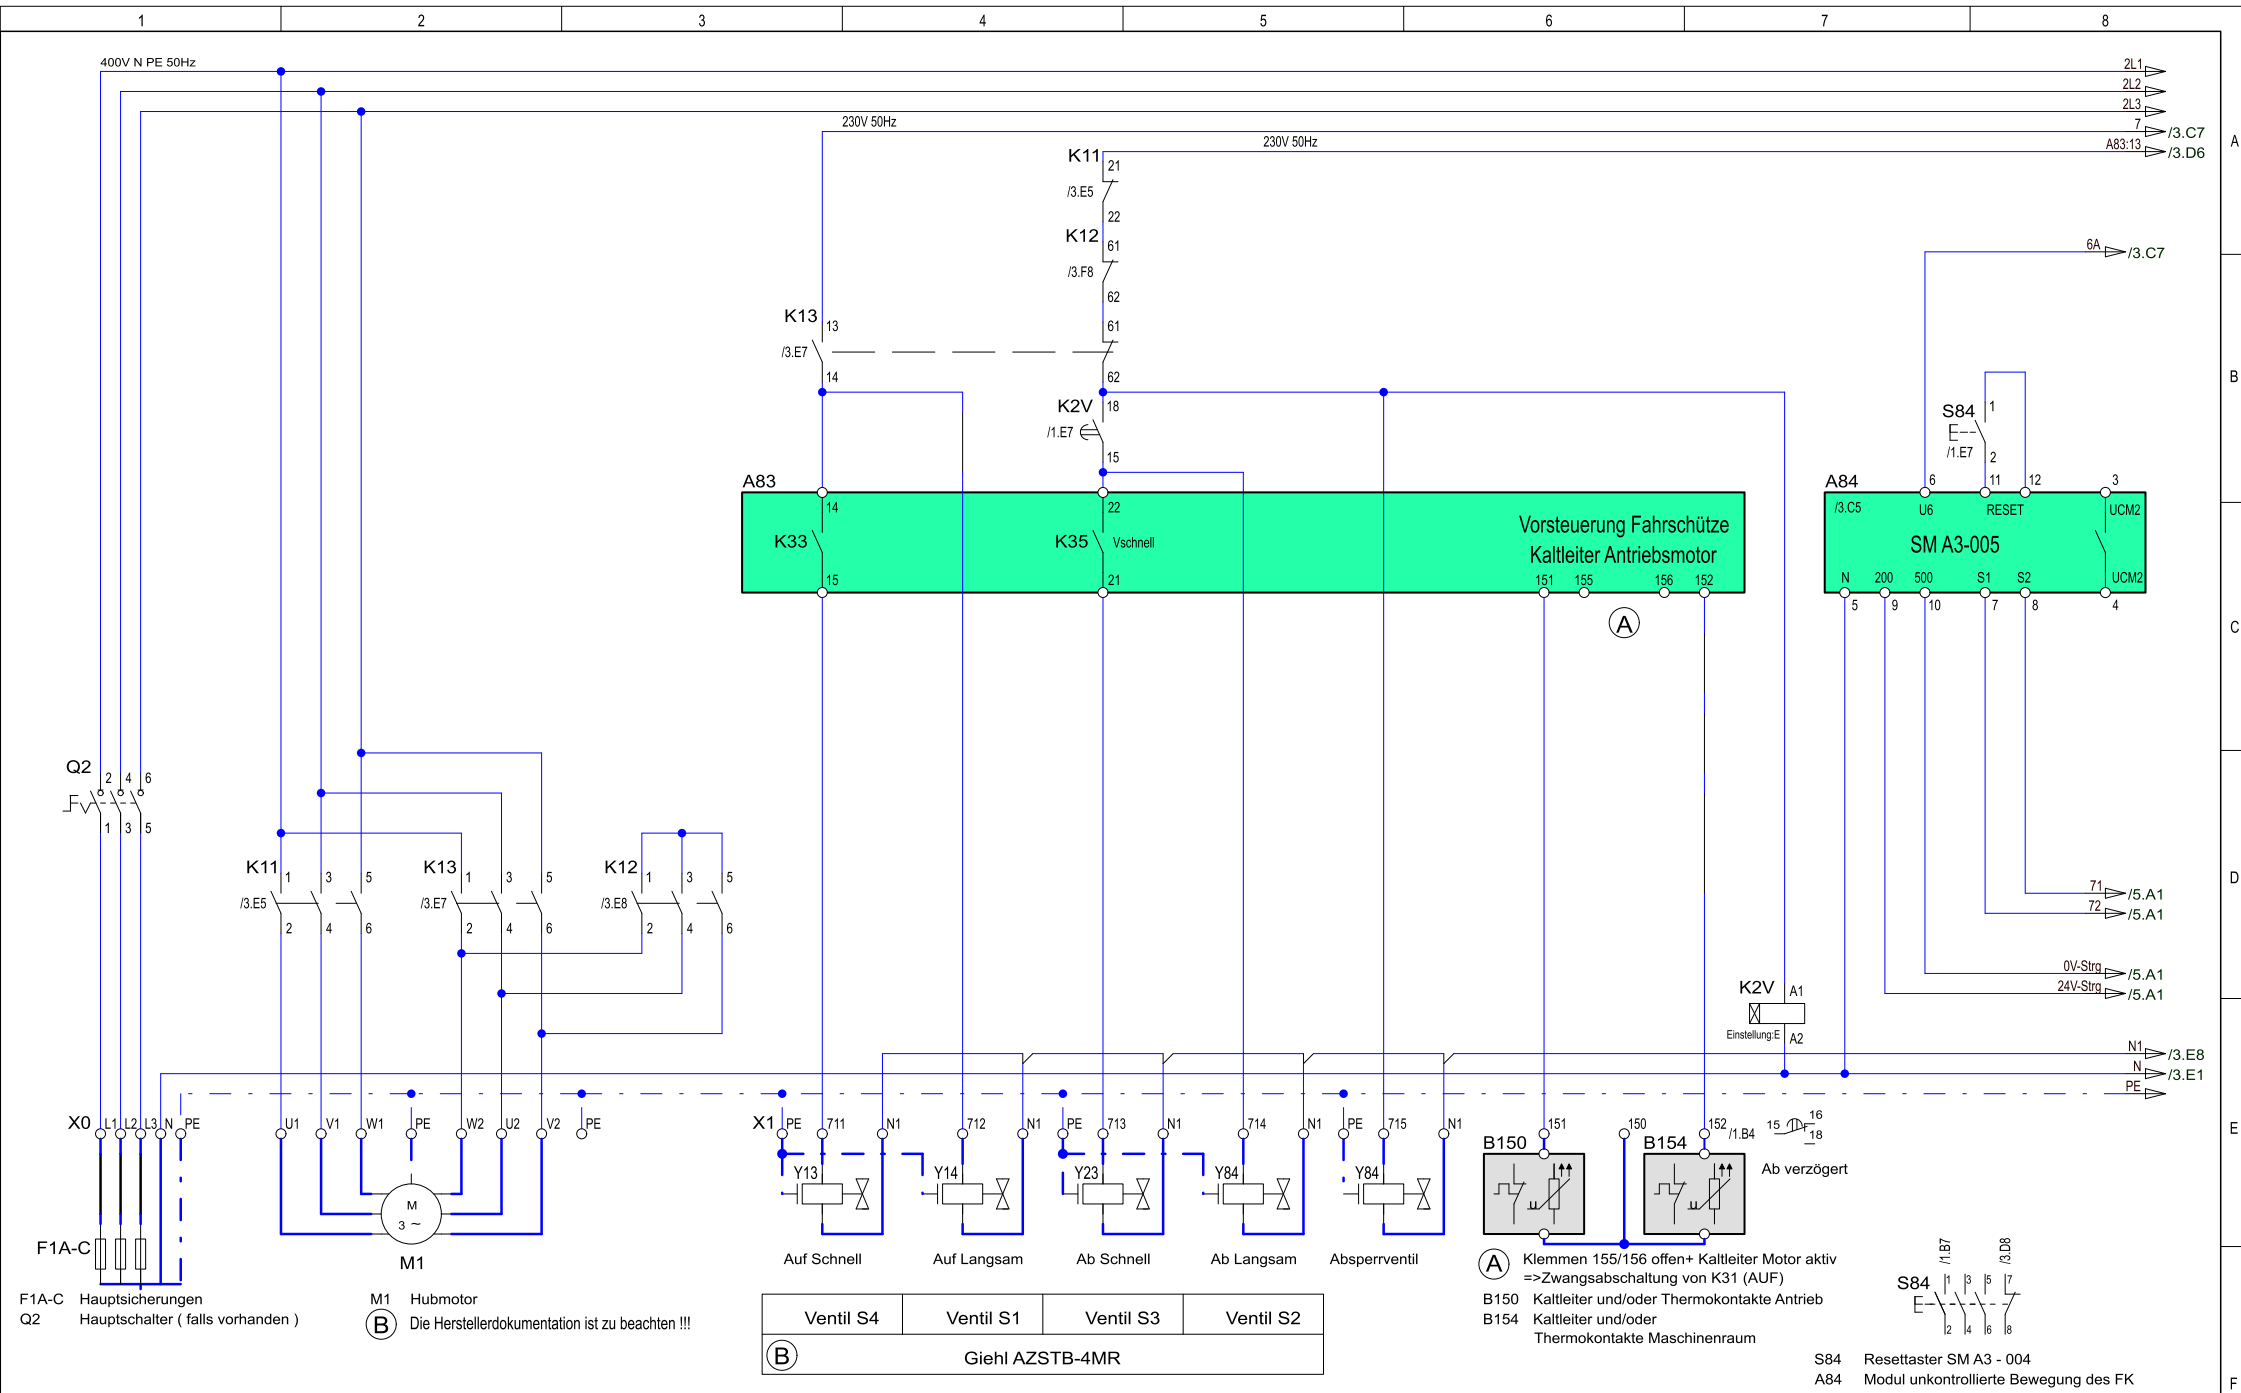 1 2 3 4 5 6 7 8
400V N PE 50Hz
2L1
2L2
2L3
230V 50Hz
7 /3.C7
230V 50Hz
A83:13 /3.D6
A
K11 21
/3.E5
22
K12 61
/3.F8
62
6A /3.C7
K13 13
/3.E7
14
61
62
B
K2V 18
/1.E7
15
S84 1
/1.E7 2
A83
14
K33
15
22
K35 Vschnell
21
Vorsteuerung Fahrschütze
Kaltleiter Antriebsmotor
151 155 156 152
A
A84 6 11 12 3
/3.C5 U6 RESET UCM2
SM A3-005
N 200 500 S1 S2 UCM2
5 9 10 7 8 4
C
Q2 2 4 6
1 3 5
K11 1 3 5
/3.E5
2 4 6
K13 1 3 5
/3.E7
2 4 6
K12 1 3 5
/3.E8
2 4 6
D
71 /5.A1
72 /5.A1
0V-Strg /5.A1
24V-Strg /5.A1
K2V A1
Einstellung:E A2
N1 /3.E8
N /3.E1
PE
X0 L1 L2 L3 N PE U1 V1 W1 PE W2 U2 V2 PE
X1 PE 711 N1 712 N1 PE 713 N1 714 N1 PE 715 N1
151 150 152 /1.B4
15 16
18
Ab verzögert
E
B150 B154
Y13 Y14 Y23 Y84 Y84
U U
M
3 ~
M1
F1A-C
Auf Schnell Auf Langsam Ab Schnell Ab Langsam Absperrventil
A Klemmen 155/156 offen+ Kaltleiter Motor aktiv
=>Zwangsabschaltung von K31 (AUF)
B150 Kaltleiter und/oder Thermokontakte Antrieb
B154 Kaltleiter und/oder
Thermokontakte Maschinenraum
F1A-C Hauptsicherungen
Q2 Hauptschalter ( falls vorhanden )
M1 Hubmotor
B Die Herstellerdokumentation ist zu beachten !!!
Ventil S4 Ventil S1 Ventil S3 Ventil S2
B Giehl AZSTB-4MR
/1.B7 /3.D8
S84 1 3 5 7
2 4 6 8
S84 Resettaster SM A3 - 004
A84 Modul unkontrollierte Bewegung des FK
F